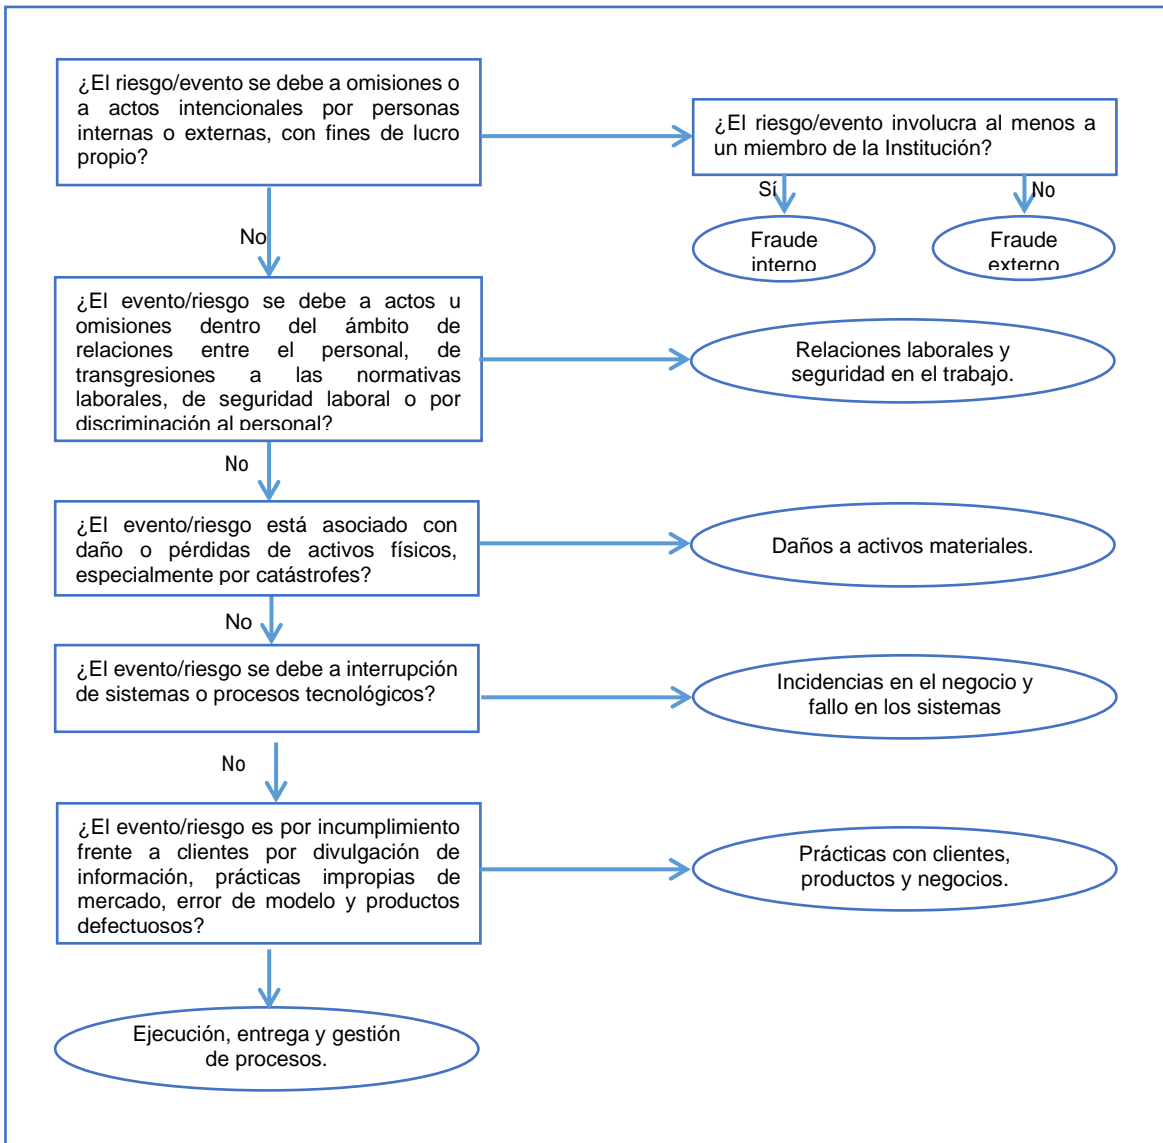 ¿El riesgo/evento se debe a omisiones o
a actos intencionales por personas
internas o externas, con fines de lucro
propio?
¿El riesgo/evento involucra al menos a
un miembro de la Institución?
Sí
No
Fraude
interno
Fraude
externo
No
¿El evento/riesgo se debe a actos u
omisiones dentro del ámbito de
relaciones entre el personal, de
transgresiones a las normativas
laborales, de seguridad laboral o por
discriminación al personal?
Relaciones laborales y
seguridad en el trabajo.
No
¿El evento/riesgo está asociado con
daño o pérdidas de activos físicos,
especialmente por catástrofes?
Daños a activos materiales.
No
¿El evento/riesgo se debe a interrupción
de sistemas o procesos tecnológicos?
Incidencias en el negocio y
fallo en los sistemas
No
¿El evento/riesgo es por incumplimiento
frente a clientes por divulgación de
información, prácticas impropias de
mercado, error de modelo y productos
defectuosos?
Prácticas con clientes,
productos y negocios.
Ejecución, entrega y gestión
de procesos.